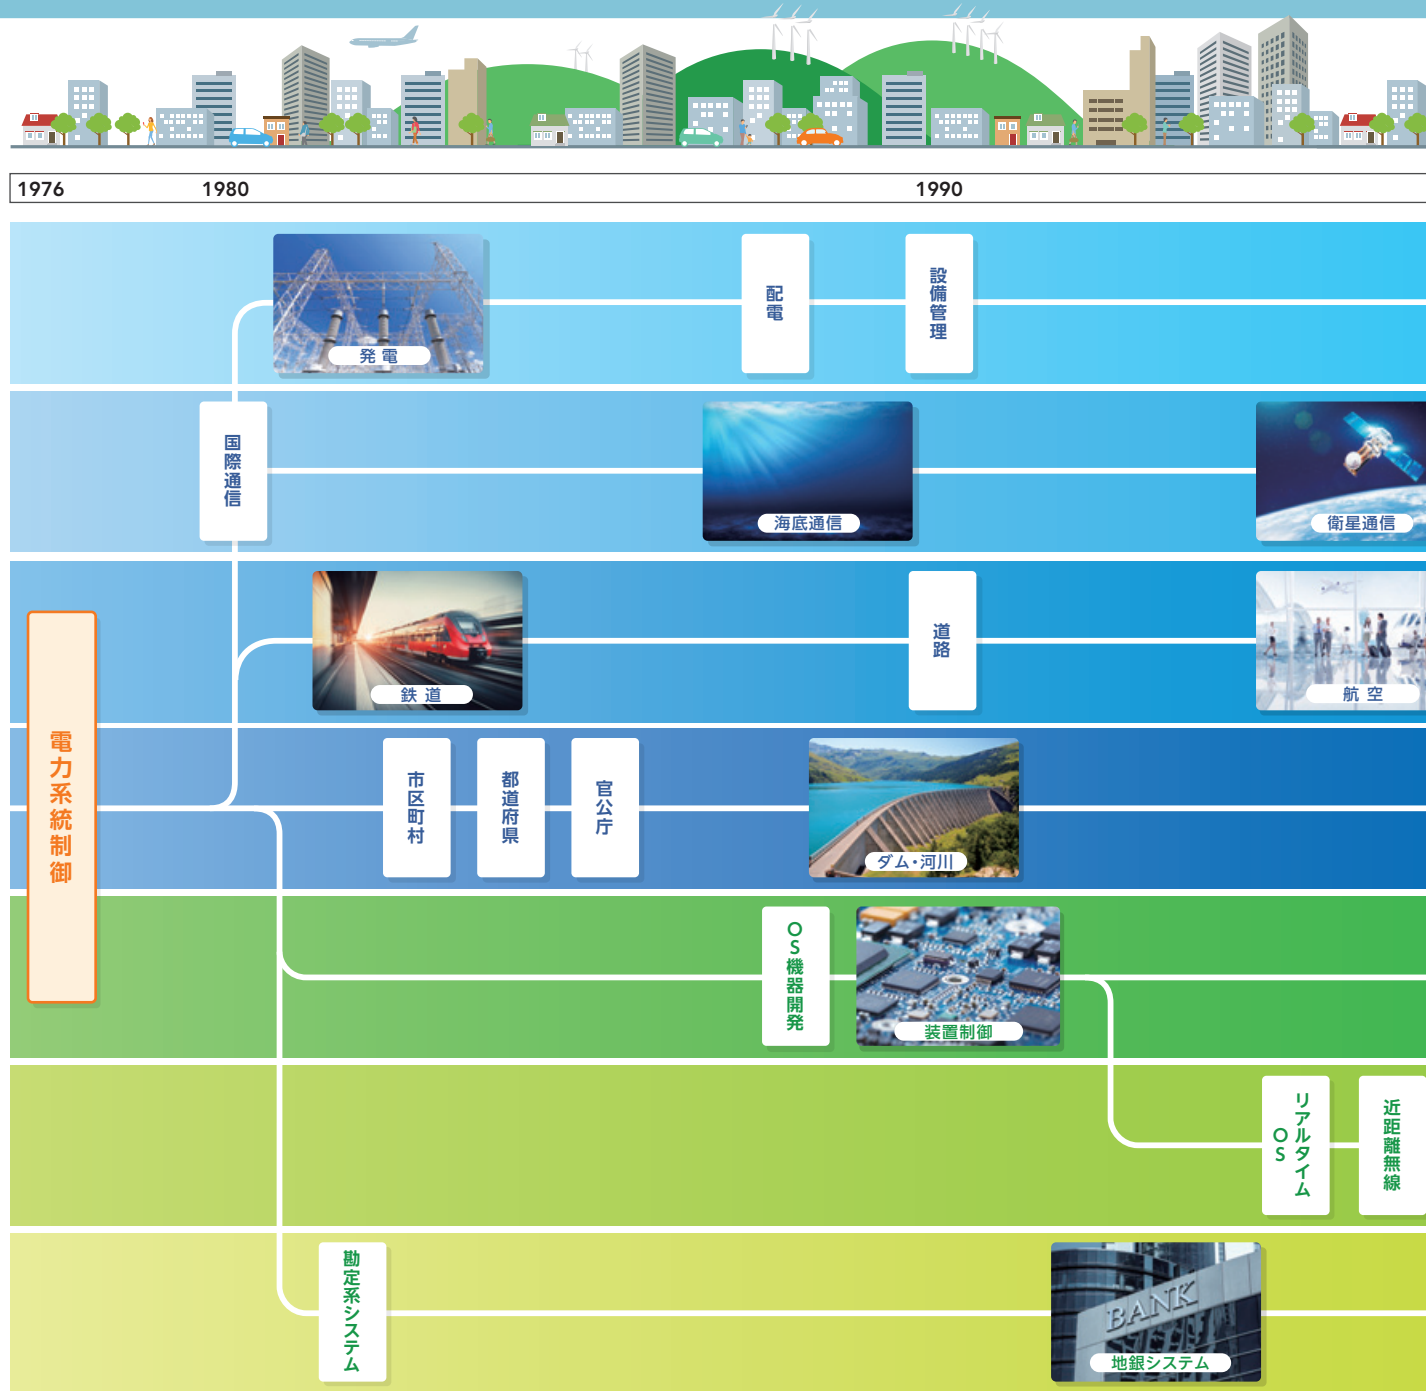 1976
1980
1990
発電
配電
設備管理
国際通信
海底通信
衛星通信
鉄道
道路
航空
電力系統制御
市区町村
都道府県
官公庁
ダム・河川
OS機器開発
装置制御
リアルタイム
OS
近距離無線
勘定系システム
BANK
地銀システム